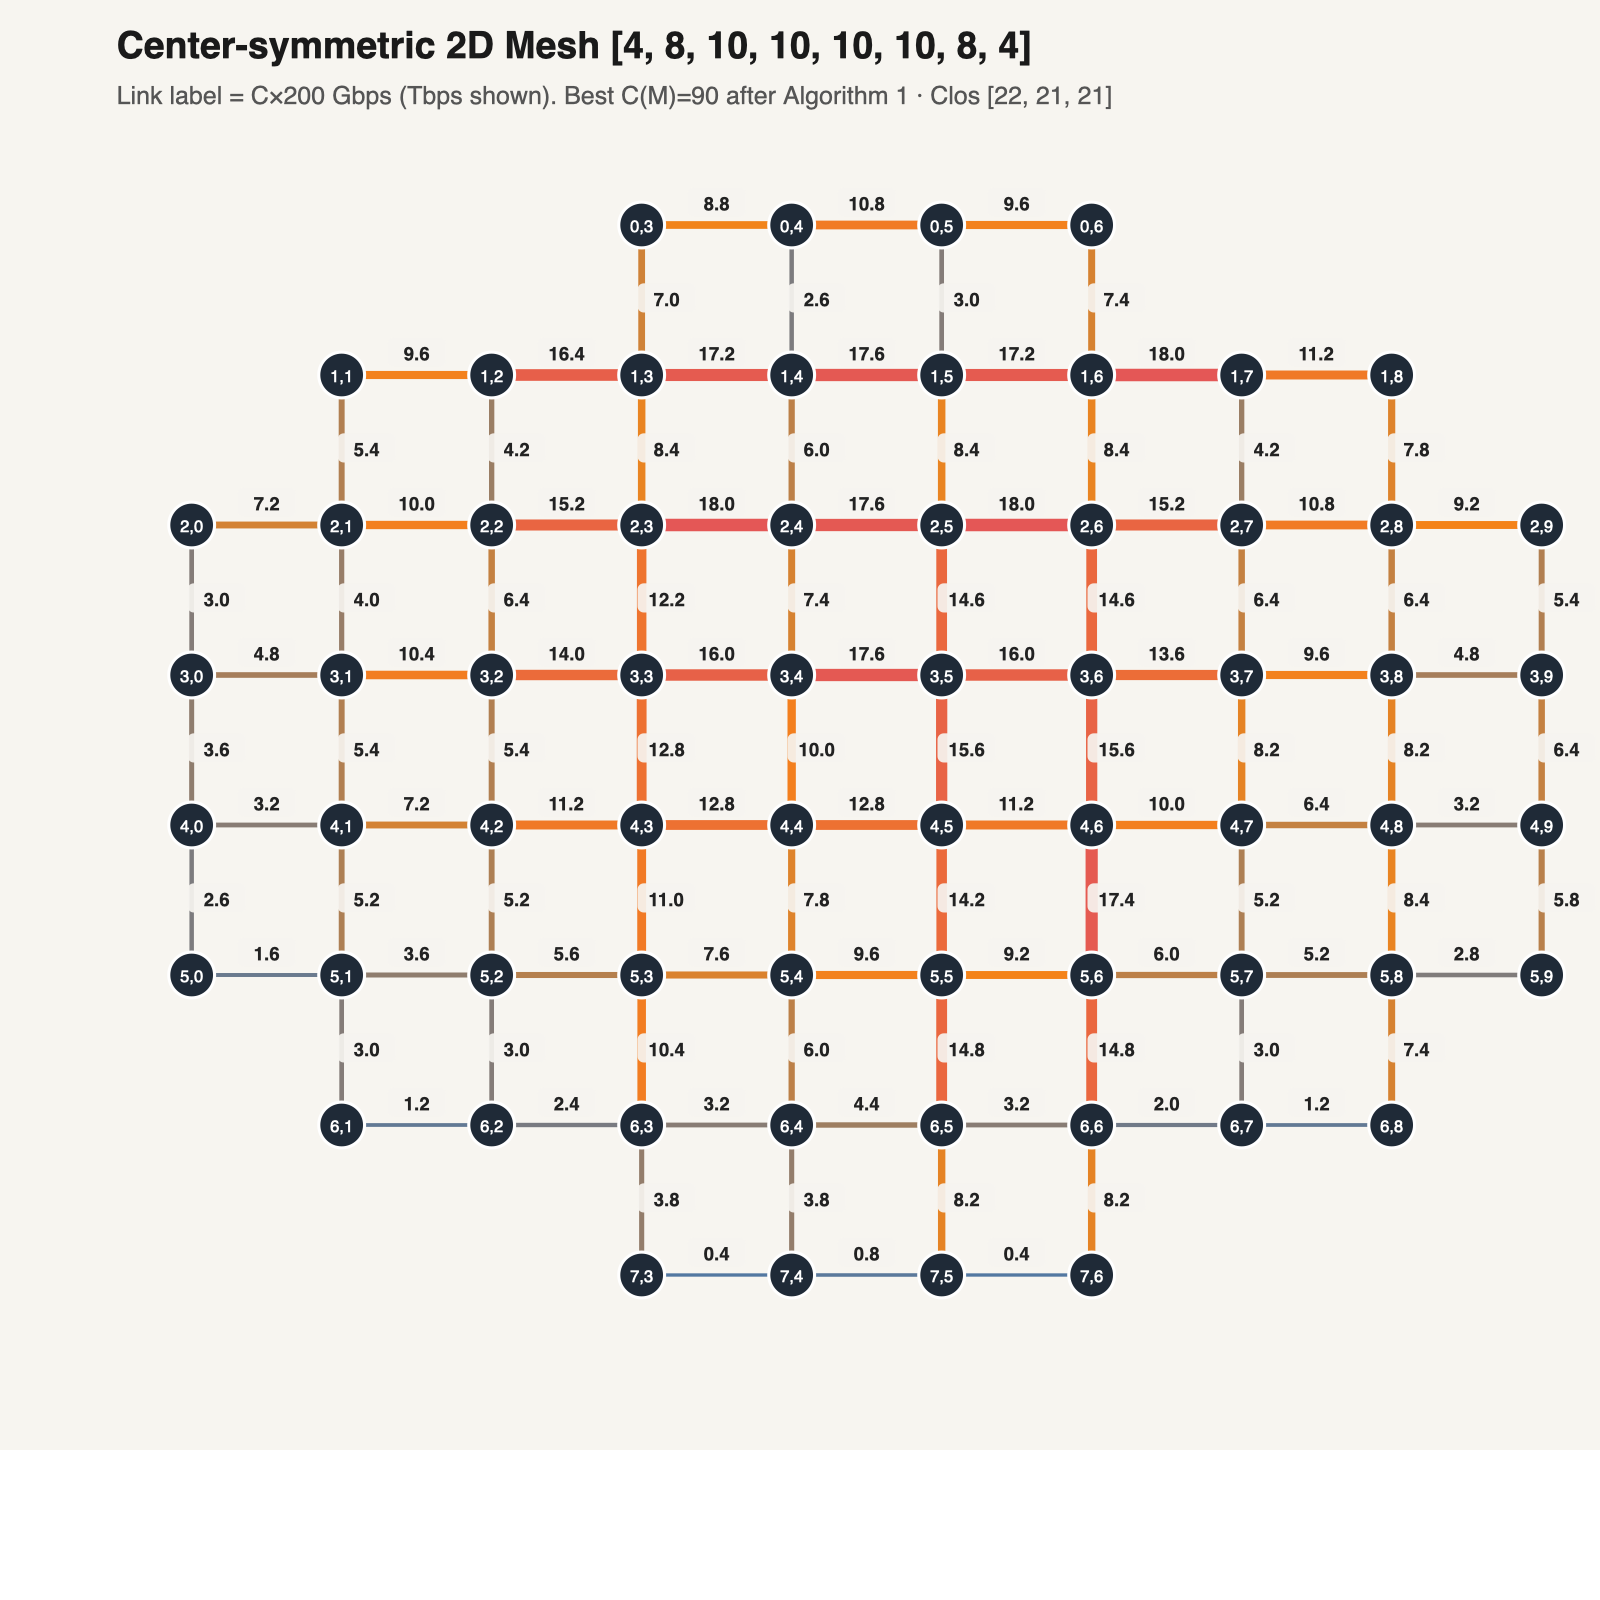 Center-symmetric 2D Mesh [4, 8, 10, 10, 10, 10, 8, 4]
Link label = C×200 Gbps (Tbps shown). Best C(M)=90 after Algorithm 1 · Clos [22, 21, 21]
8.8 10.8 9.6
0,3 0,4 0,5 0,6
7.0 2.6 3.0 7.4
9.6 16.4 17.2 17.6 17.2 18.0 11.2
1,1 1,2 1,3 1,4 1,5 1,6 1,7 1,8
5.4 4.2 8.4 6.0 8.4 8.4 4.2 7.8
7.2 10.0 15.2 18.0 17.6 18.0 15.2 10.8 9.2
2,0 2,1 2,2 2,3 2,4 2,5 2,6 2,7 2,8 2,9
3.0 4.0 6.4 12.2 7.4 14.6 14.6 6.4 6.4 5.4
4.8 10.4 14.0 16.0 17.6 16.0 13.6 9.6 4.8
3,0 3,1 3,2 3,3 3,4 3,5 3,6 3,7 3,8 3,9
3.6 5.4 5.4 12.8 10.0 15.6 15.6 8.2 8.2 6.4
3.2 7.2 11.2 12.8 12.8 11.2 10.0 6.4 3.2
4,0 4,1 4,2 4,3 4,4 4,5 4,6 4,7 4,8 4,9
2.6 5.2 5.2 11.0 7.8 14.2 17.4 5.2 8.4 5.8
1.6 3.6 5.6 7.6 9.6 9.2 6.0 5.2 2.8
5,0 5,1 5,2 5,3 5,4 5,5 5,6 5,7 5,8 5,9
3.0 3.0 10.4 6.0 14.8 14.8 3.0 7.4
1.2 2.4 3.2 4.4 3.2 2.0 1.2
6,1 6,2 6,3 6,4 6,5 6,6 6,7 6,8
3.8 3.8 8.2 8.2
0.4 0.8 0.4
7,3 7,4 7,5 7,6